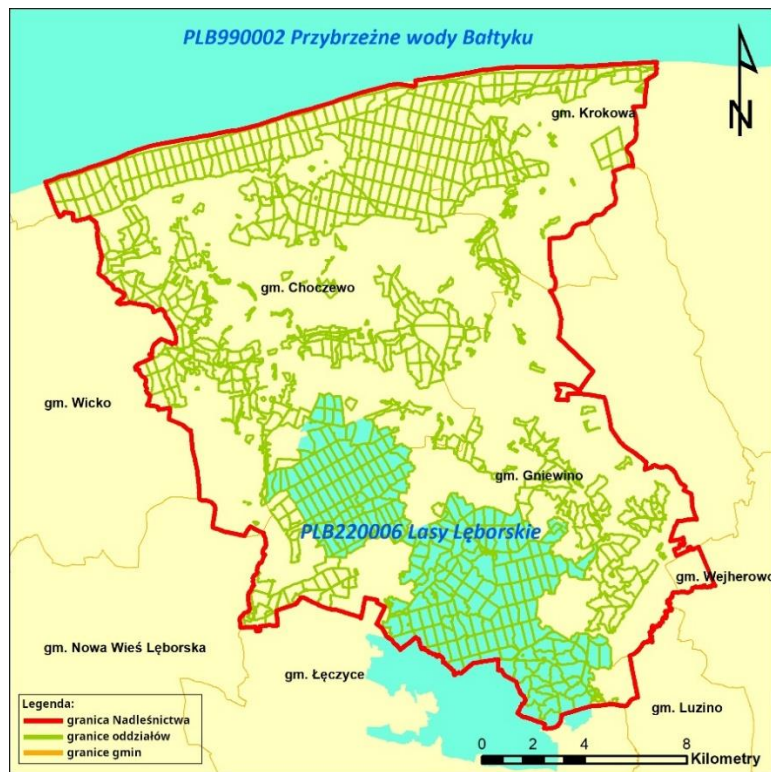 PLB990002 Przybrzeżne wody Bałtyku
N
gm. Krokowa
gm. Choczewo
gm. Wicko
gm. Gniewino
PLB220006 Lasy Lęborskie
gm. Wejherowo
gm. Nowa Wieś Lęborska
gm. Łęczyce
gm. Luzino
Legenda:
granica Nadleśnictwa
granice oddziałów
granice gmin
0 2 4 8
Kilometry